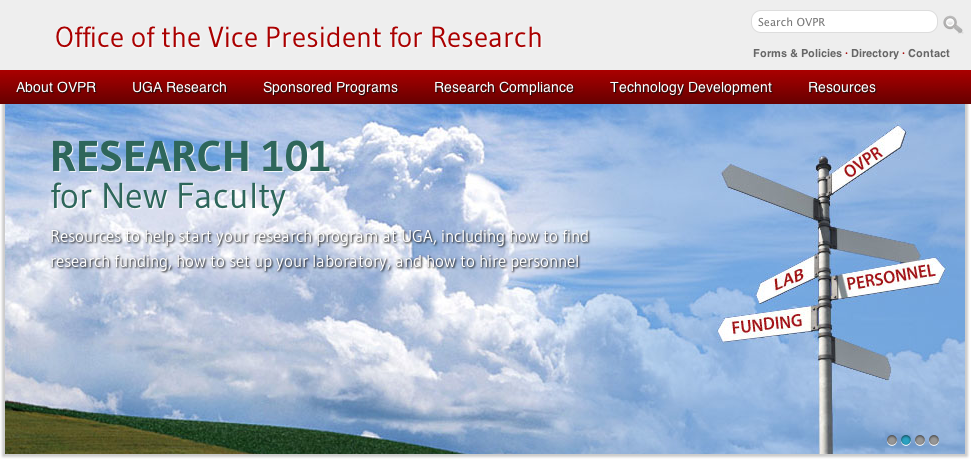 Office of the Vice President for Research
Search OVPR
Forms & Policies · Directory · Contact
About OVPR UGA Research Sponsored Programs Research Compliance Technology Development Resources
RESEARCH 101
for New Faculty
Resources to help start your research program at UGA, including how to find
research funding, how to set up your laboratory, and how to hire personnel
OVPR
LAB
PERSONNEL
FUNDING